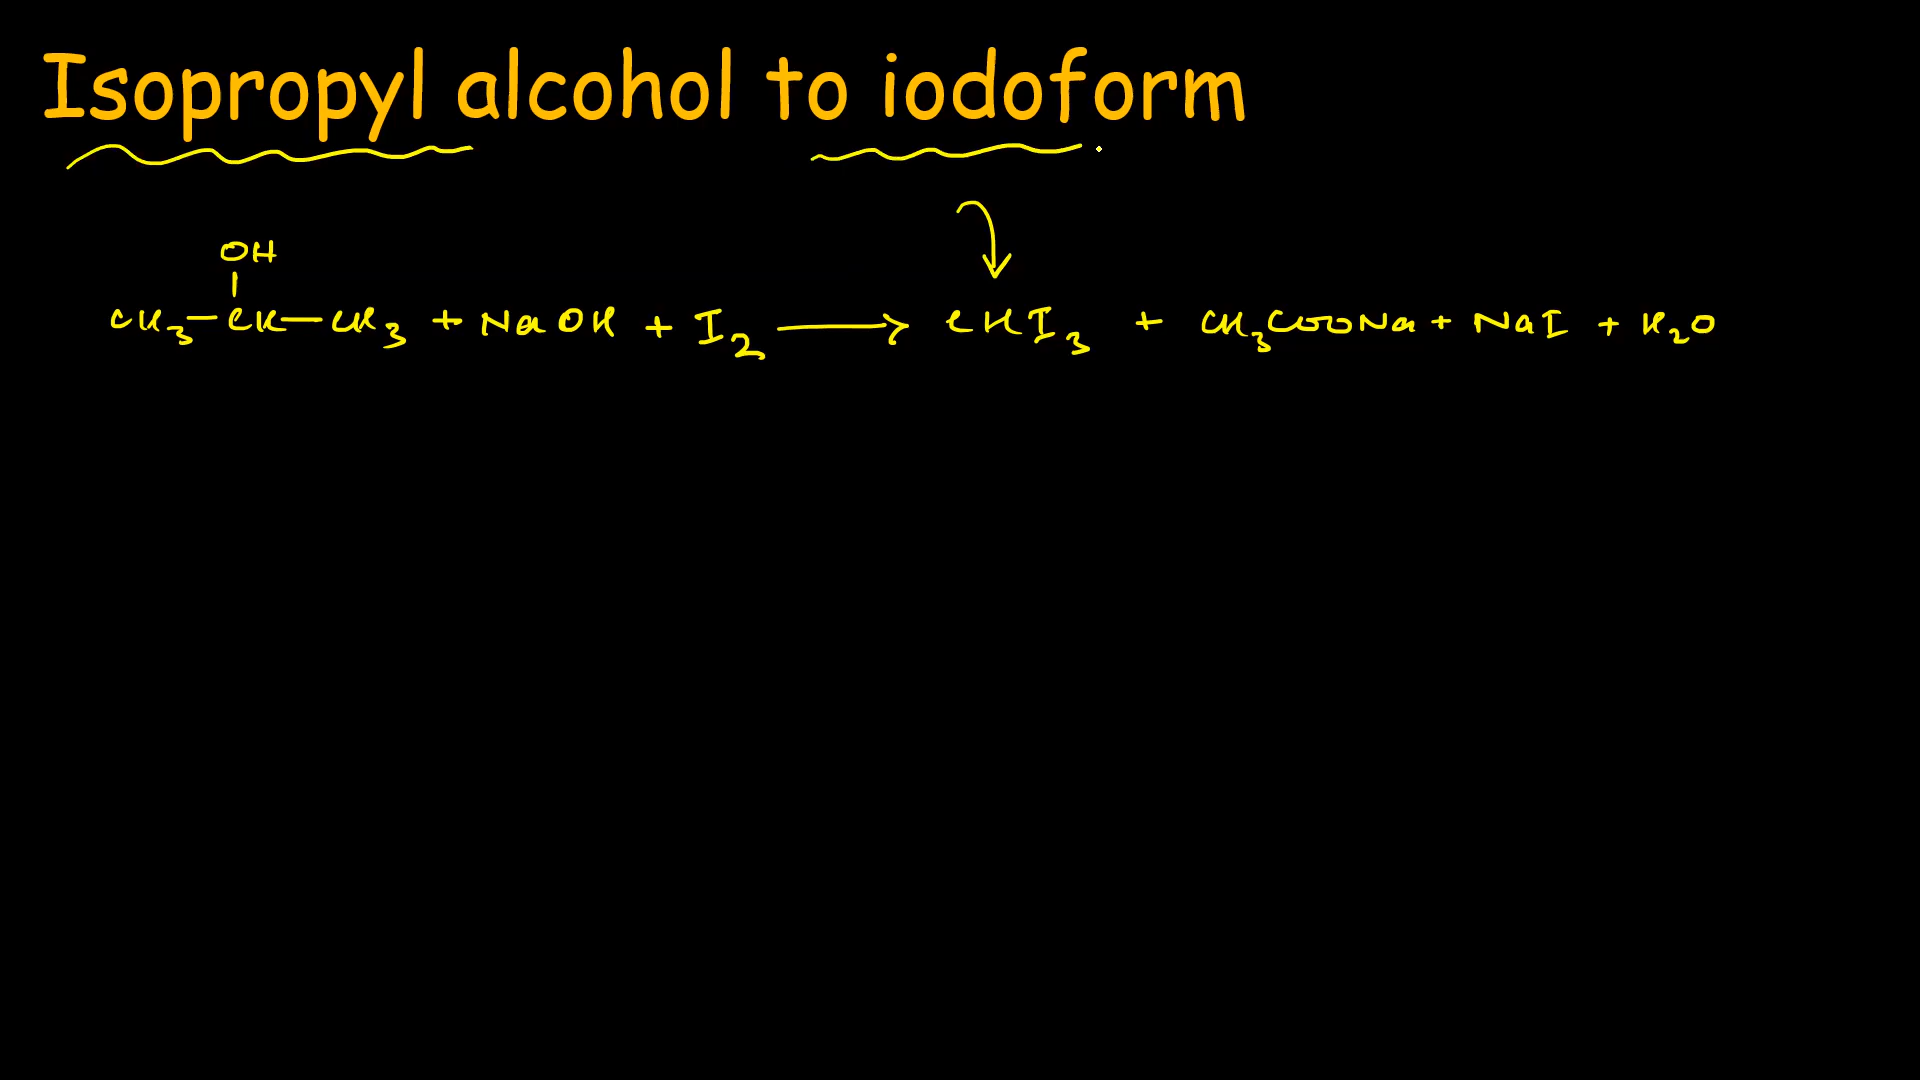 Isopropyl alcohol to iodoform
OH
CH3-CH-CH3 + NaOH + I2 → CHI3 + CH3COONa + NaI + H2O